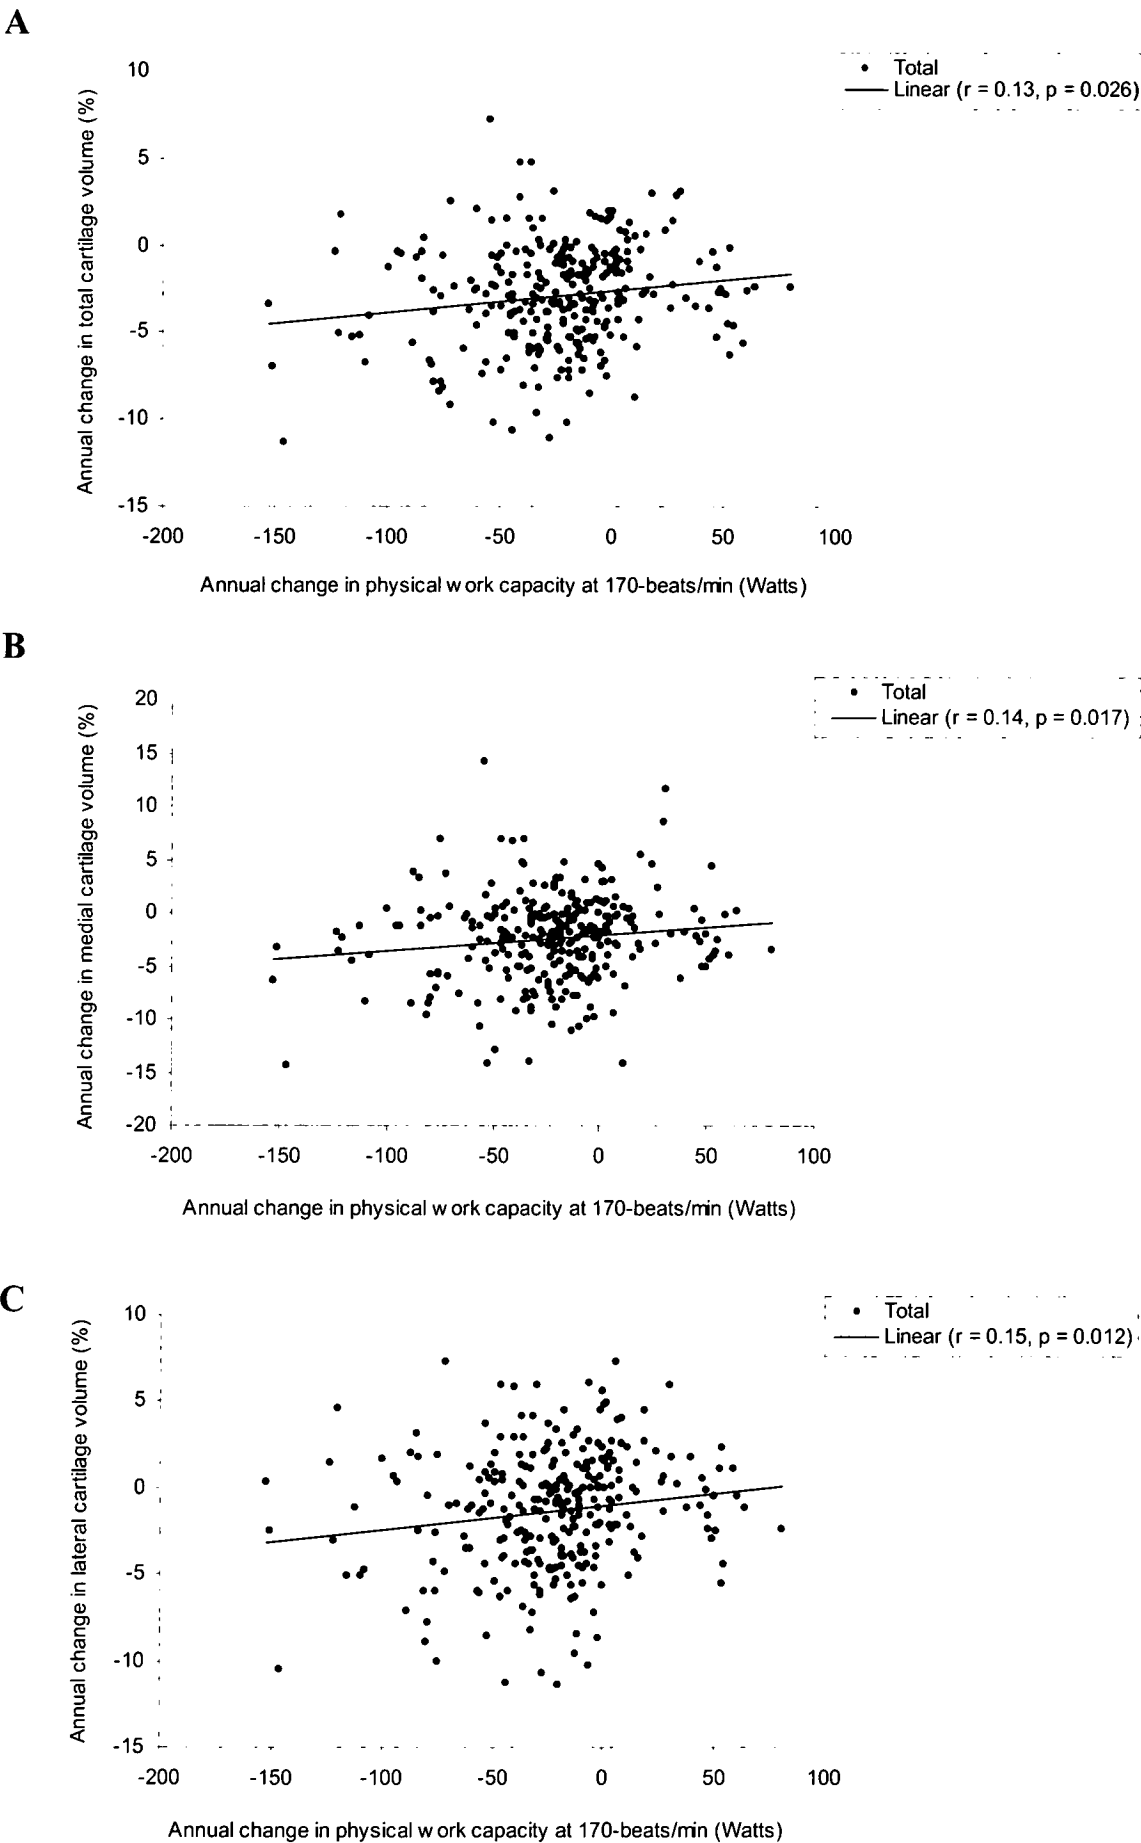 A
Annual change in total cartilage volume (%)
10
5
0
-5
-10
-15
-200 -150 -100 -50 0 50 100
Annual change in physical work capacity at 170-beats/min (Watts)
Total
Linear (r = 0.13, p = 0.026)
B
Annual change in medial cartilage volume (%)
20
15
10
5
0
-5
-10
-15
-20
-200 -150 -100 -50 0 50 100
Annual change in physical work capacity at 170-beats/min (Watts)
Total
Linear (r = 0.14, p = 0.017)
C
Annual change in lateral cartilage volume (%)
10
5
0
-5
-10
-15
-200 -150 -100 -50 0 50 100
Annual change in physical work capacity at 170-beats/min (Watts)
Total
Linear (r = 0.15, p = 0.012)